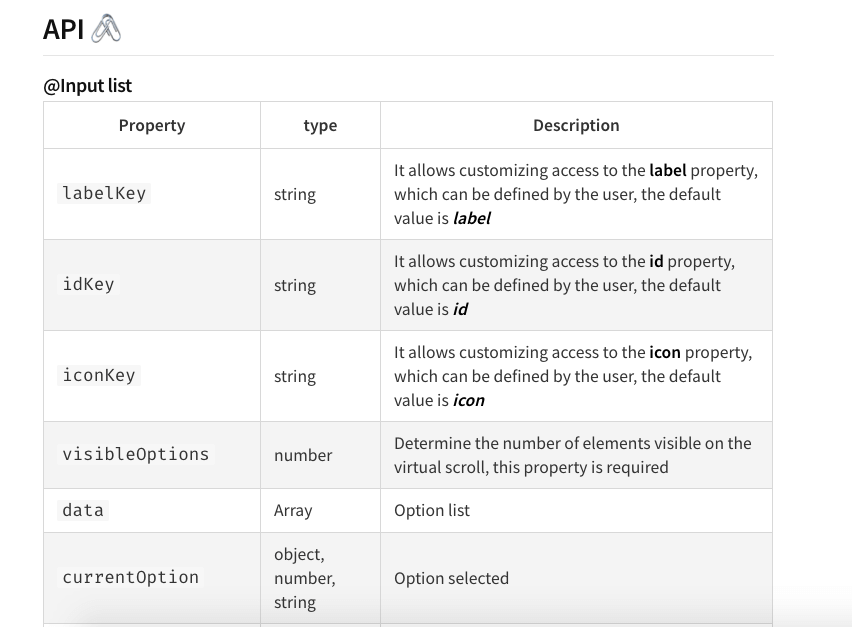 API
@Input list
Property type Description
labelKey string It allows customizing access to the label property,
which can be defined by the user, the default
value is label
idKey string It allows customizing access to the id property,
which can be defined by the user, the default
value is id
iconKey string It allows customizing access to the icon property,
which can be defined by the user, the default
value is icon
visibleOptions number Determine the number of elements visible on the
virtual scroll, this property is required
data Array Option list
currentOption object,
number,
string Option selected